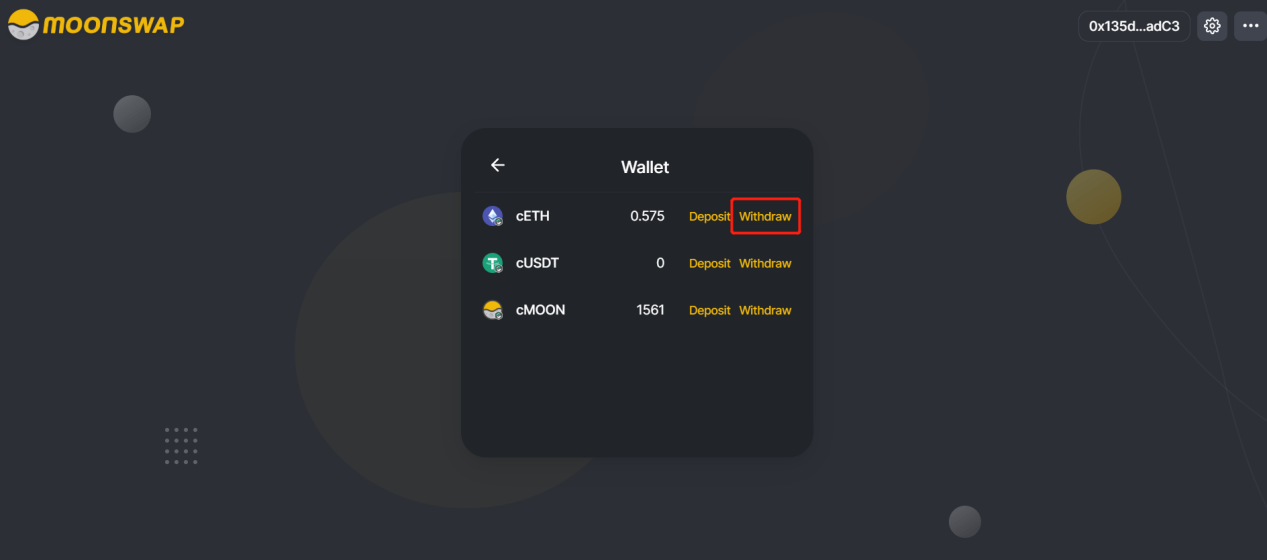 MOONSWAP
0x135d...adC3
Wallet
cETH 0.575 Deposit Withdraw
cUSDT 0 Deposit Withdraw
cMOON 1561 Deposit Withdraw